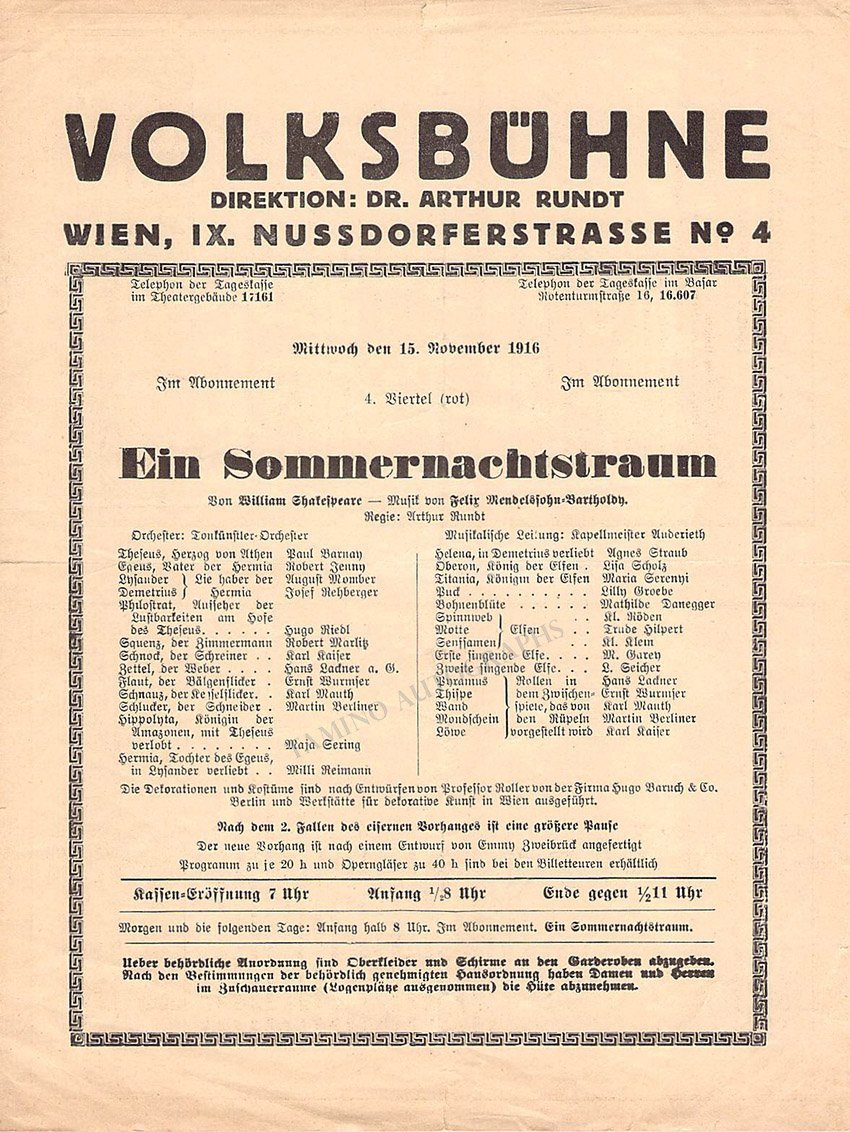 VOLKSBÜHNE
DIREKTION: DR. ARTHUR RUNDT
WIEN, IX. NUSSDORFERSTRASSE No 4
Telephon der Tageskasse
im Theatergebäude 17161
Telephon der Tageskasse im Basar
Rotenturmstraße 16, 16.607
Mittwoch den 15. November 1916
Im Abonnement
Im Abonnement
4. Viertel (rot)
Ein Sommernachtstraum
Von William Shakespeare — Musik von Felix Mendelssohn-Bartholdy.
Regie: Arthur Rundt
Orchester: Tonkünstler-Orchester
Musikalische Leitung: Kapellmeister Auderieth
Theseus, Herzog von Athen Paul Barnay
Egeus, Vater der Hermia Robert Jenny
Lysander } Lie haber der August Momber
Demetrius } Hermia Josef Rehberger
Philostrat, Aufseher der
Lustbarkeiten am Hofe
des Theseus. . . . . . Hugo Riedl
Squenz, der Zimmermann Robert Marlitz
Schnock, der Schreiner . . Karl Kaiser
Zettel, der Weber . . . . Hans Lackner a. G.
Flaut, der Bälgenflicker . Ernst Wurmser
Schnauz, der Kesselflicker. . Karl Mauth
Schlucker, der Schneider . Martin Berliner
Hippolyta, Königin der
Amazonen, mit Theseus
verlobt . . . . . . . . Maja Sering
Hermia, Tochter des Egeus,
in Lysander verliebt . . Milli Reimann
Helena, in Demetrius verliebt Agnes Straub
Oberon, König der Elfen . Lisa Scholz
Titania, Königin der Elfen Maria Serenyi
Puck . . . . . . . . . . Lilly Groebe
Bohnenblüte . . . . . . Mathilde Danegger
Spinnweb } . . Kl. Röden
Motte } Elfen . . Trude Hilpert
Senfsamen } . . Kl. Klein
Erste singende Elfe. . . . M. Garey
Zweite singende Elfe. . . L. Seicher
Pyramus } Rollen in Hans Lackner
Thispe } dem Zwischen- Ernst Wurmser
Wand } spiele, das von Karl Mauth
Mondschein } den Rüpeln Martin Berliner
Löwe } vorgestellt wird Karl Kaiser
Die Dekorationen und Kostüme sind nach Entwürfen von Professor Roller von der Firma Hugo Baruch & Co.
Berlin und Werkstätte für dekorative Kunst in Wien ausgeführt.
Nach dem 2. Fallen des eisernen Vorhanges ist eine größere Pause
Der neue Vorhang ist nach einem Entwurf von Emmy Zweibrück angefertigt
Programm zu je 20 h und Operngläser zu 40 h sind bei den Billetteuren erhältlich
Kassen-Eröffnung 7 Uhr Anfang 1/28 Uhr Ende gegen 1/211 Uhr
Morgen und die folgenden Tage: Anfang halb 8 Uhr. Im Abonnement. Ein Sommernachtstraum.
Ueber behördliche Anordnung sind Oberkleider und Schirme an den Garderoben abzugeben.
Nach den Bestimmungen der behördlich genehmigten Hausordnung haben Damen und Herren
im Zuschauerraume (Logenplätze ausgenommen) die Hüte abzunehmen.
TAMINO AUTOGRAPHS